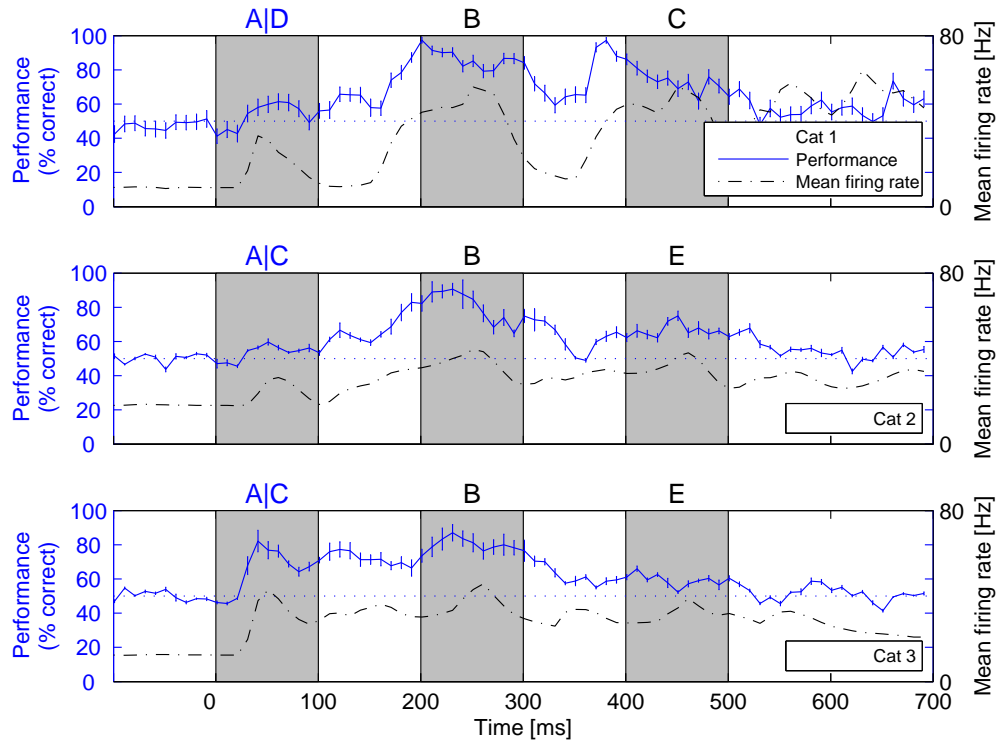 A|D B C
100
80
60
40
20
0
Performance
(% correct)
80
0
Mean firing rate [Hz]
Cat 1
Performance
Mean firing rate
A|C B E
100
80
60
40
20
0
Performance
(% correct)
80
0
Mean firing rate [Hz]
Cat 2
A|C B E
100
80
60
40
20
0
Performance
(% correct)
80
0
Mean firing rate [Hz]
Cat 3
0 100 200 300 400 500 600 700
Time [ms]